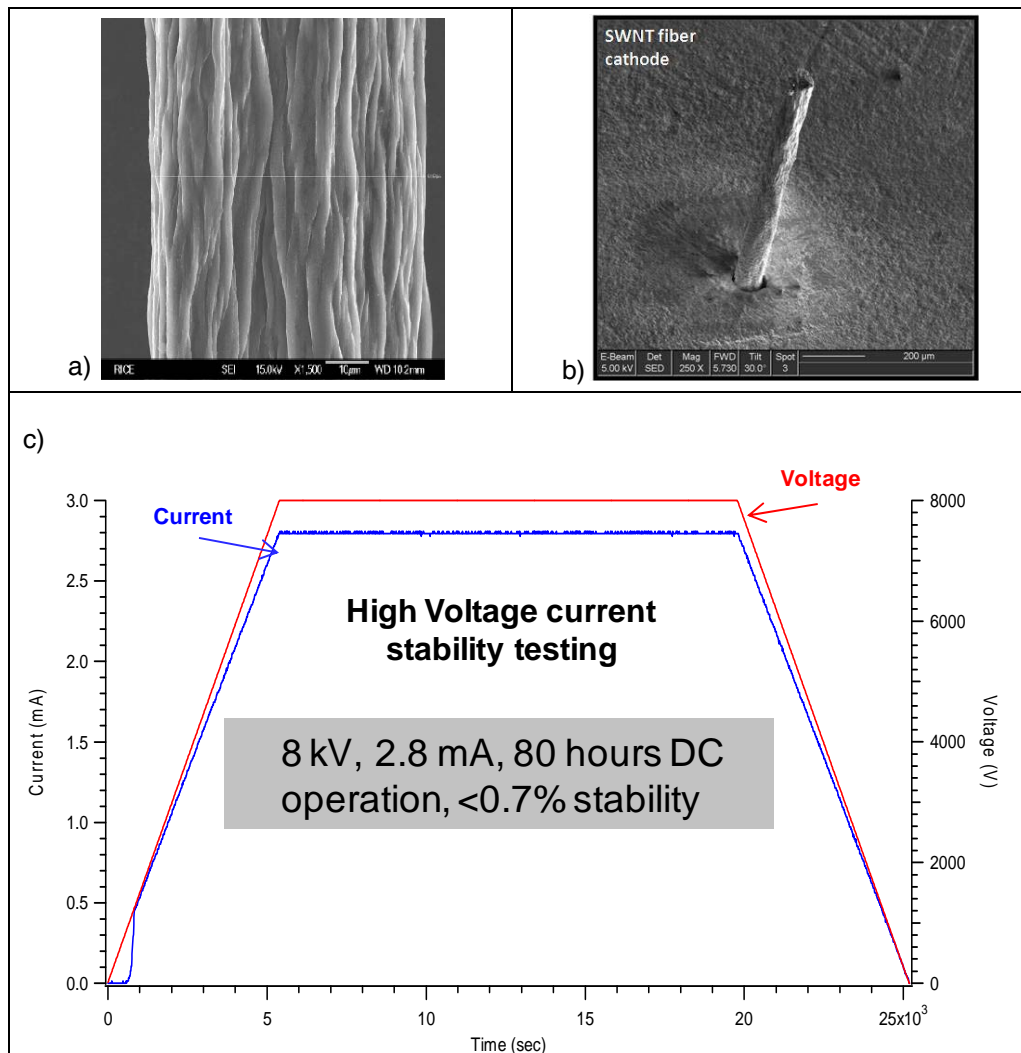 SWNT fiber
cathode
a)
RICE SEI 15.0kV X1,500 10µm WD 10.2mm
b)
E-Beam Det Mag FWD Tilt Spot 200 µm
5.00 kV SED 250 X 5.730 30.0° 3
c)
Current
Voltage
High Voltage current
stability testing
8 kV, 2.8 mA, 80 hours DC
operation, <0.7% stability
Current (mA)
3.0
2.5
2.0
1.5
1.0
0.5
0.0
Voltage (V)
8000
6000
4000
2000
0
0 5 10 15 20 25x10³
Time (sec)